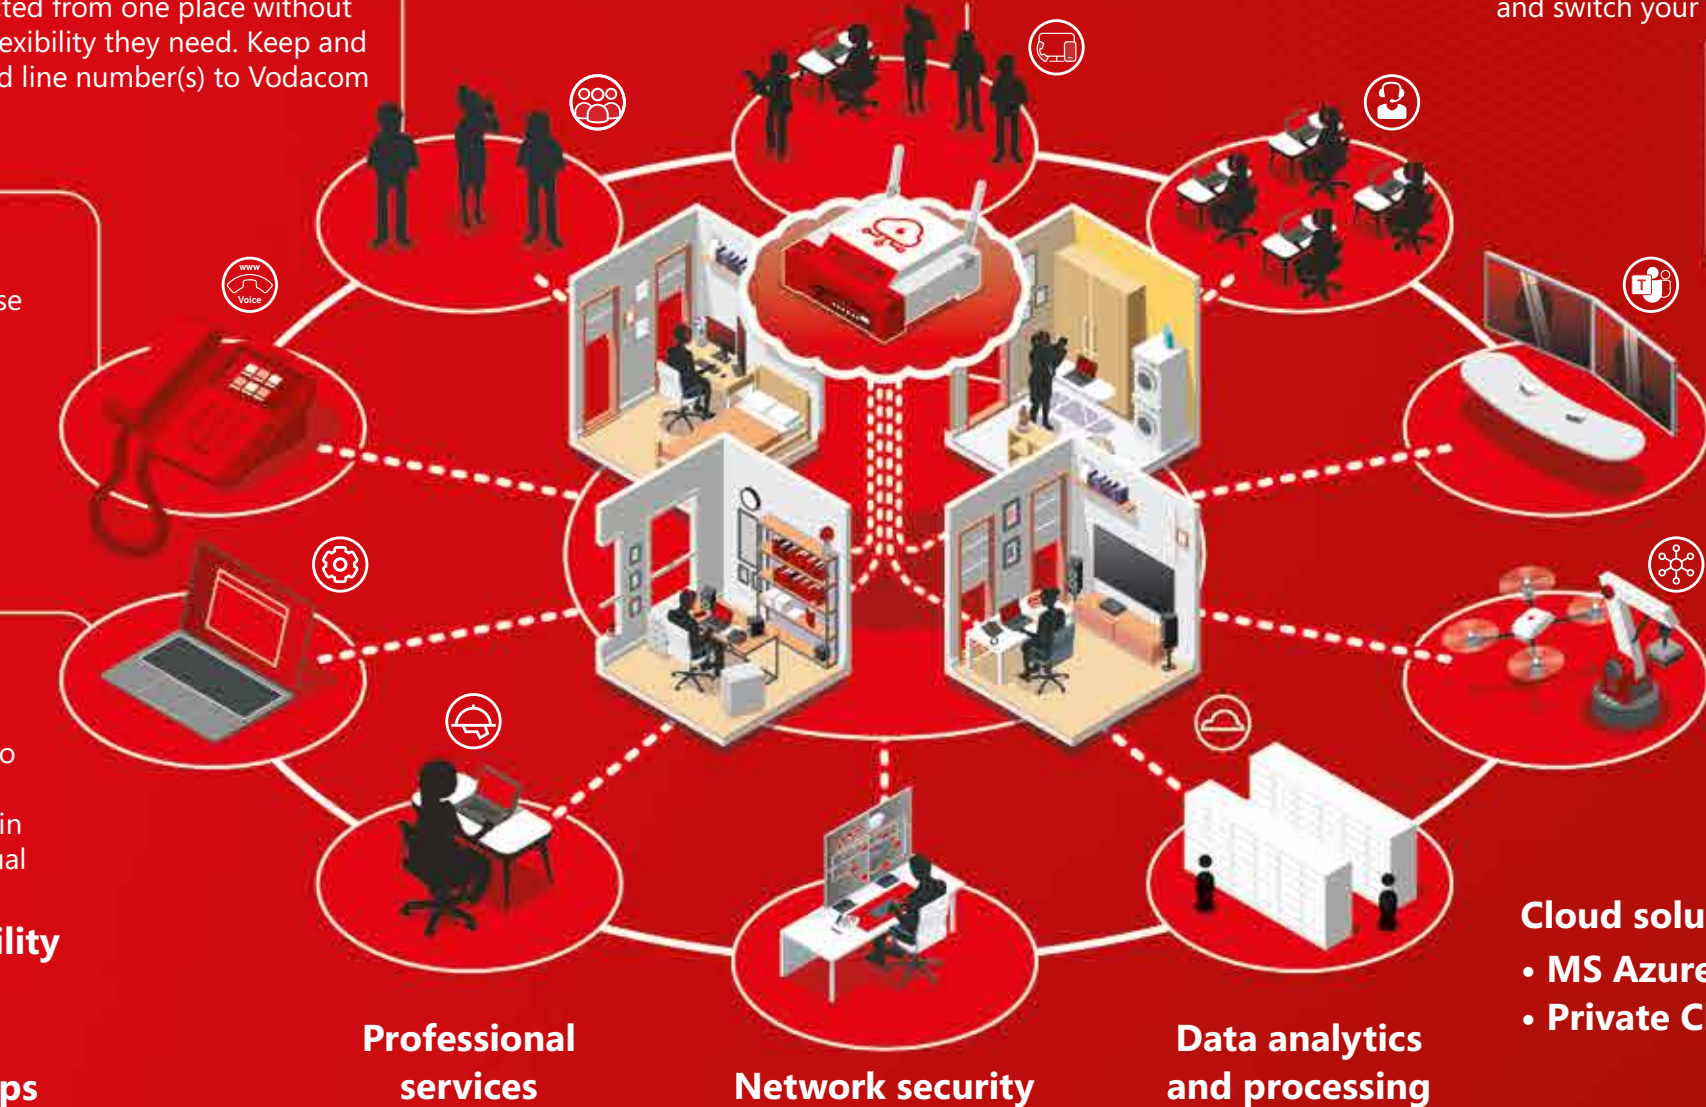 cted from one place without
exibility they need. Keep and
d line number(s) to Vodacom
and switch your
www
Voice
se
T
o
in
ual
ility
ps
Professional
services
Network security
Data analytics
and processing
Cloud solu
• MS Azure
• Private C